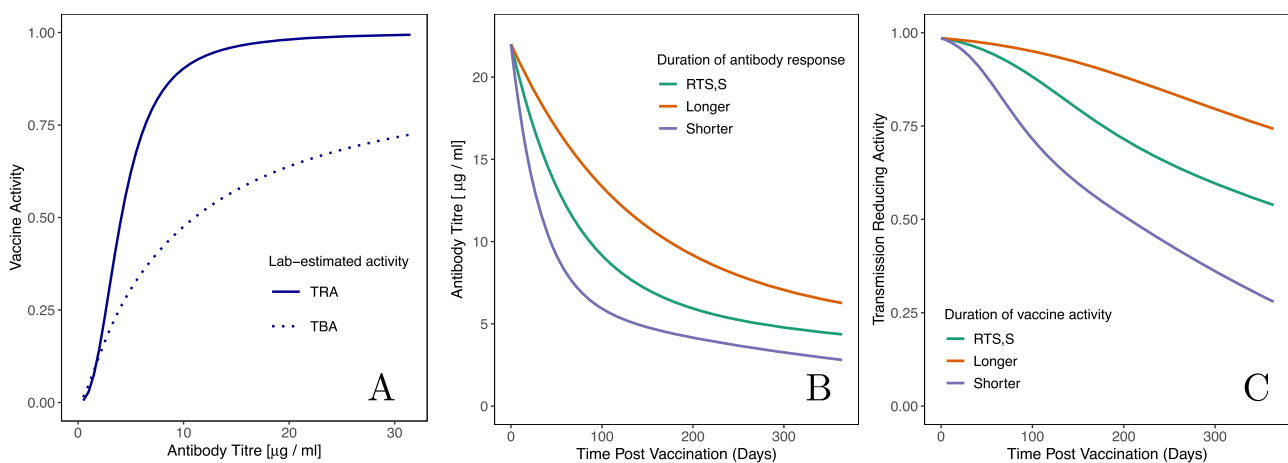 Vaccine Activity
1.00
0.75
0.50
0.25
0.00
Lab−estimated activity
TRA
TBA
A
0
10
20
30
Antibody Titre [μg / ml]
Antibody Titre [ μg / ml]
20
15
10
5
0
Duration of antibody response
RTS,S
Longer
Shorter
B
0
100
200
300
Time Post Vaccination (Days)
Transmission Reducing Activity
1.00
0.75
0.50
0.25
0.00
Duration of vaccine activity
RTS,S
Longer
Shorter
C
0
100
200
300
Time Post Vaccination (Days)